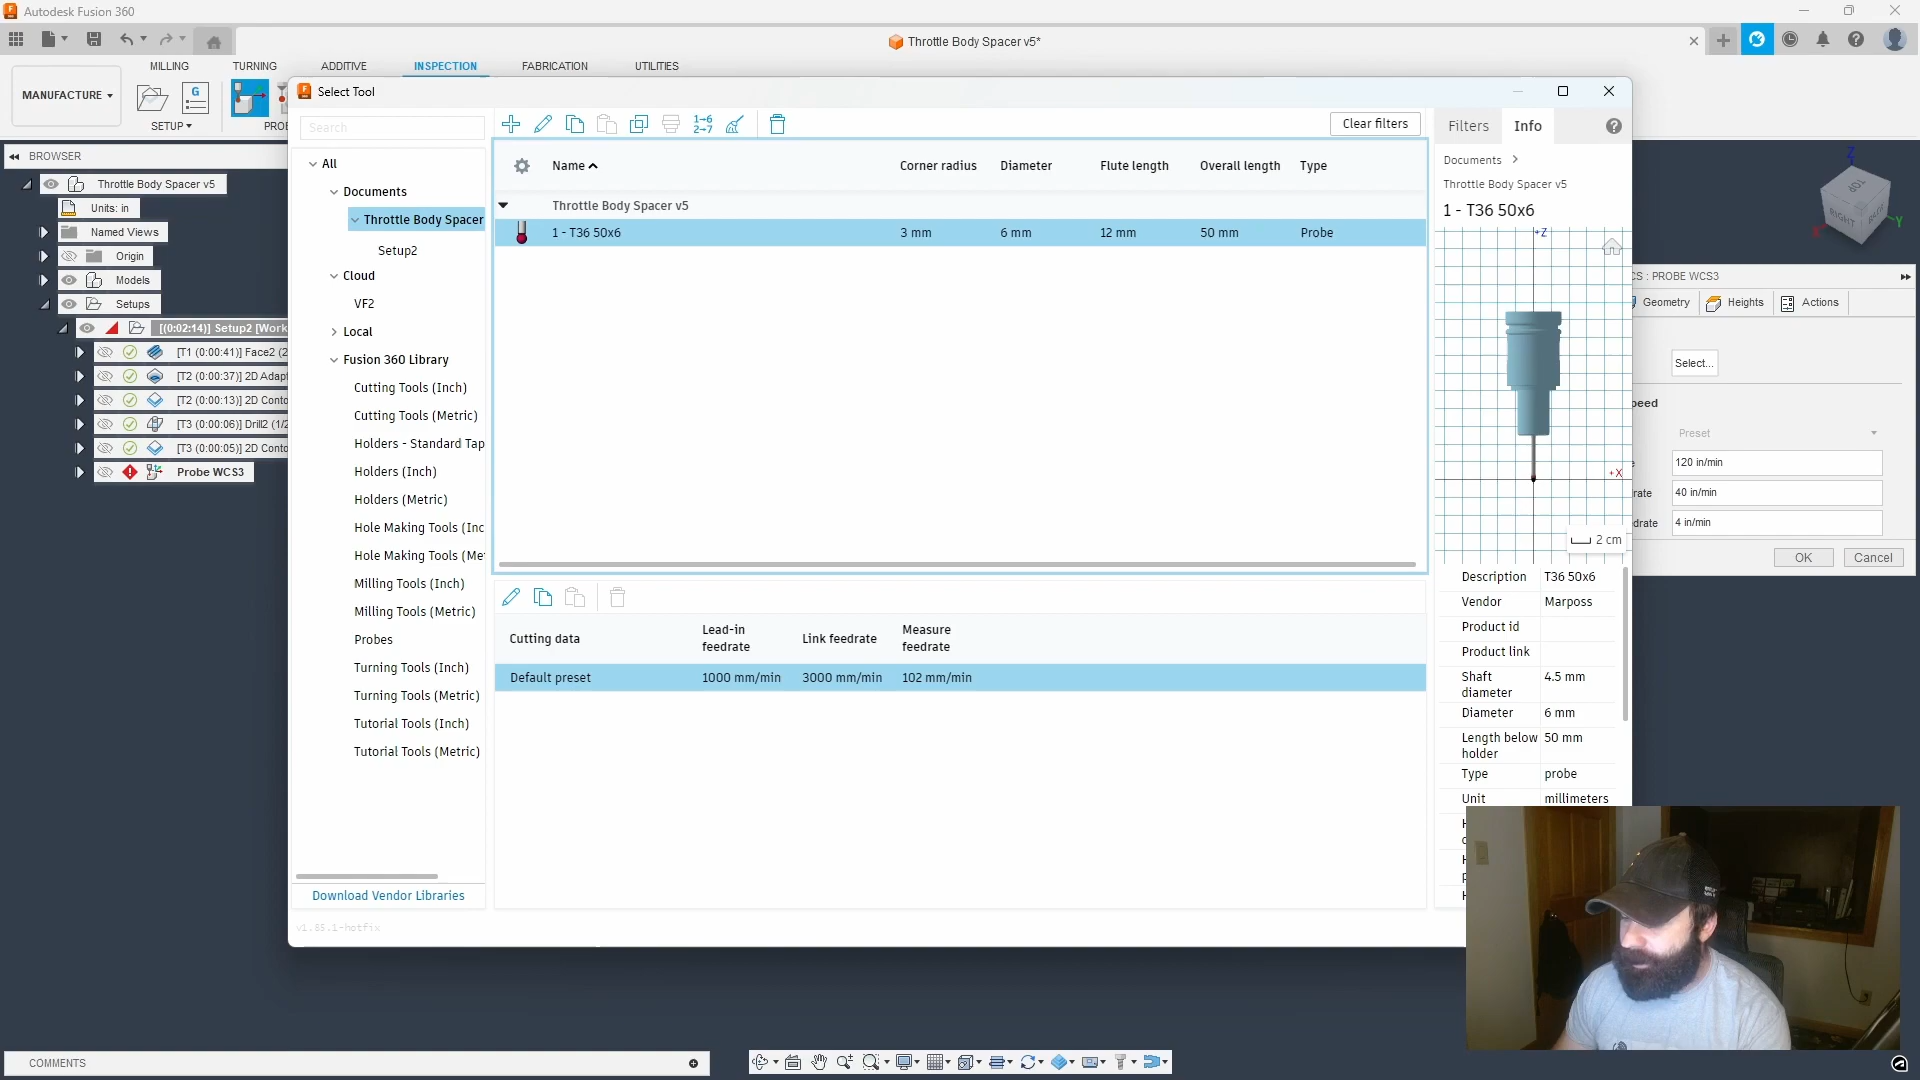 Autodesk Fusion 360
Throttle Body Spacer v5*
MILLING
TURNING
ADDITIVE
INSPECTION
FABRICATION
UTILITIES
MANUFACTURE
SETUP
PROB
BROWSER
Throttle Body Spacer v5
Units: in
Named Views
Origin
Models
Setups
[(0:02:14)] Setup2 [Work
[T1 (0:00:41)] Face2 (2
[T2 (0:00:37)] 2D Adapt
[T2 (0:00:13)] 2D Conto
[T3 (0:00:06)] Drill2 (1/2
[T3 (0:00:05)] 2D Conto
Probe WCS3
Select Tool
Search
All
Documents
Throttle Body Spacer
Setup2
Cloud
VF2
Local
Fusion 360 Library
Cutting Tools (Inch)
Cutting Tools (Metric)
Holders - Standard Tap
Holders (Inch)
Holders (Metric)
Hole Making Tools (Inc
Hole Making Tools (Me
Milling Tools (Inch)
Milling Tools (Metric)
Probes
Turning Tools (Inch)
Turning Tools (Metric)
Tutorial Tools (Inch)
Tutorial Tools (Metric)
Download Vendor Libraries
v1.65.1-hotfix
1→6
2→7
Clear filters
Name Corner radius Diameter Flute length Overall length Type
Throttle Body Spacer v5
1 - T36 50x6 3 mm 6 mm 12 mm 50 mm Probe
Cutting data Lead-in feedrate Link feedrate Measure feedrate
Default preset 1000 mm/min 3000 mm/min 102 mm/min
Filters Info
Documents
Throttle Body Spacer v5
1 - T36 50x6
+Z
+X
2 cm
Description T36 50x6
Vendor Marposs
Product id
Product link
Shaft diameter 4.5 mm
Diameter 6 mm
Length below holder 50 mm
Type probe
Unit millimeters
Z
TOP
RIGHT
BACK
Y
X
CS : PROBE WCS3
Geometry
Heights
Actions
Select...
peed
Preset
e 120 in/min
rate 40 in/min
drate 4 in/min
OK
Cancel
COMMENTS